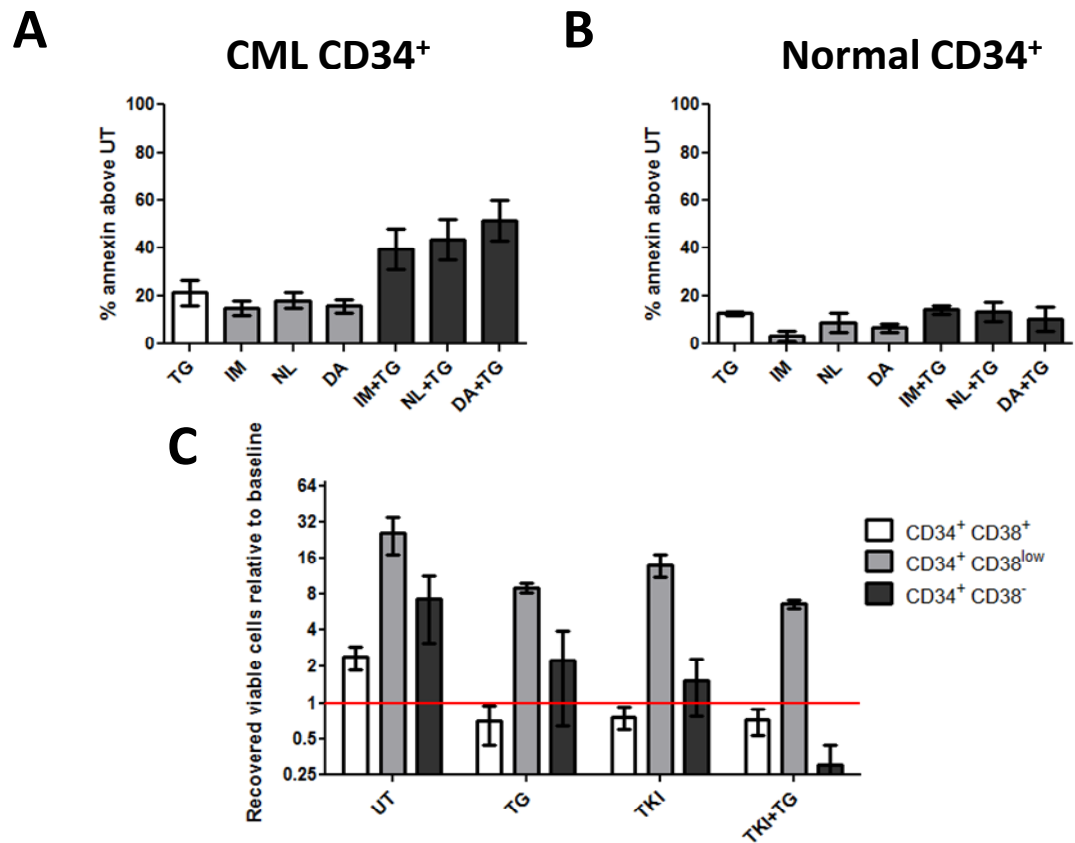 A
CML CD34+
% annexin above UT
100
80
60
40
20
0
TG
IM
NL
DA
IM+TG
NL+TG
DA+TG
B
Normal CD34+
% annexin above UT
100
80
60
40
20
0
TG
IM
NL
DA
IM+TG
NL+TG
DA+TG
C
Recovered viable cells relative to baseline
64
32
16
8
4
2
1
0.5
0.25
UT
TG
TKI
TKI+TG
CD34+ CD38+
CD34+ CD38low
CD34+ CD38-